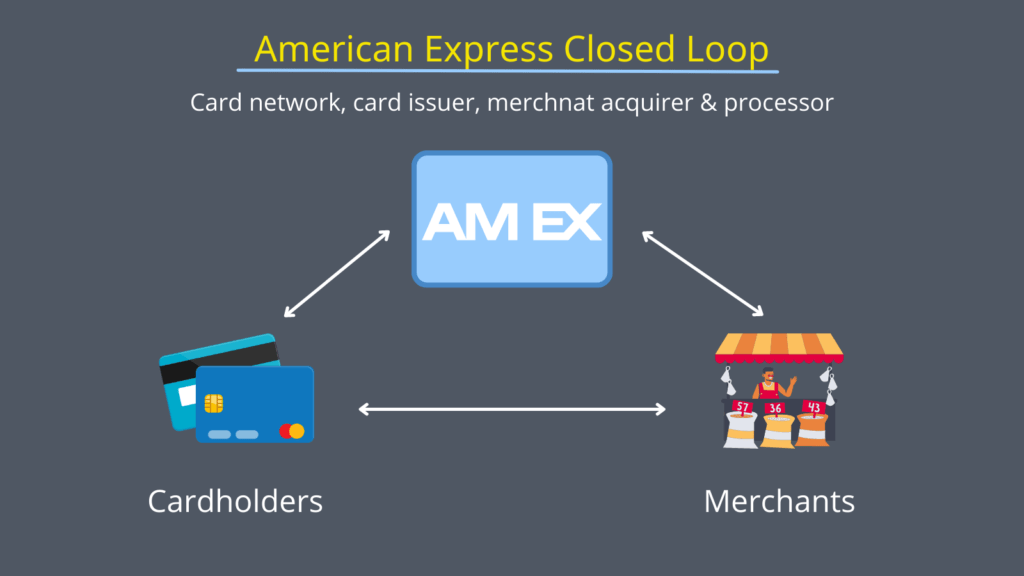 American Express Closed Loop
Card network, card issuer, merchnat acquirer & processor
AM EX
57 36 43
Cardholders
Merchants